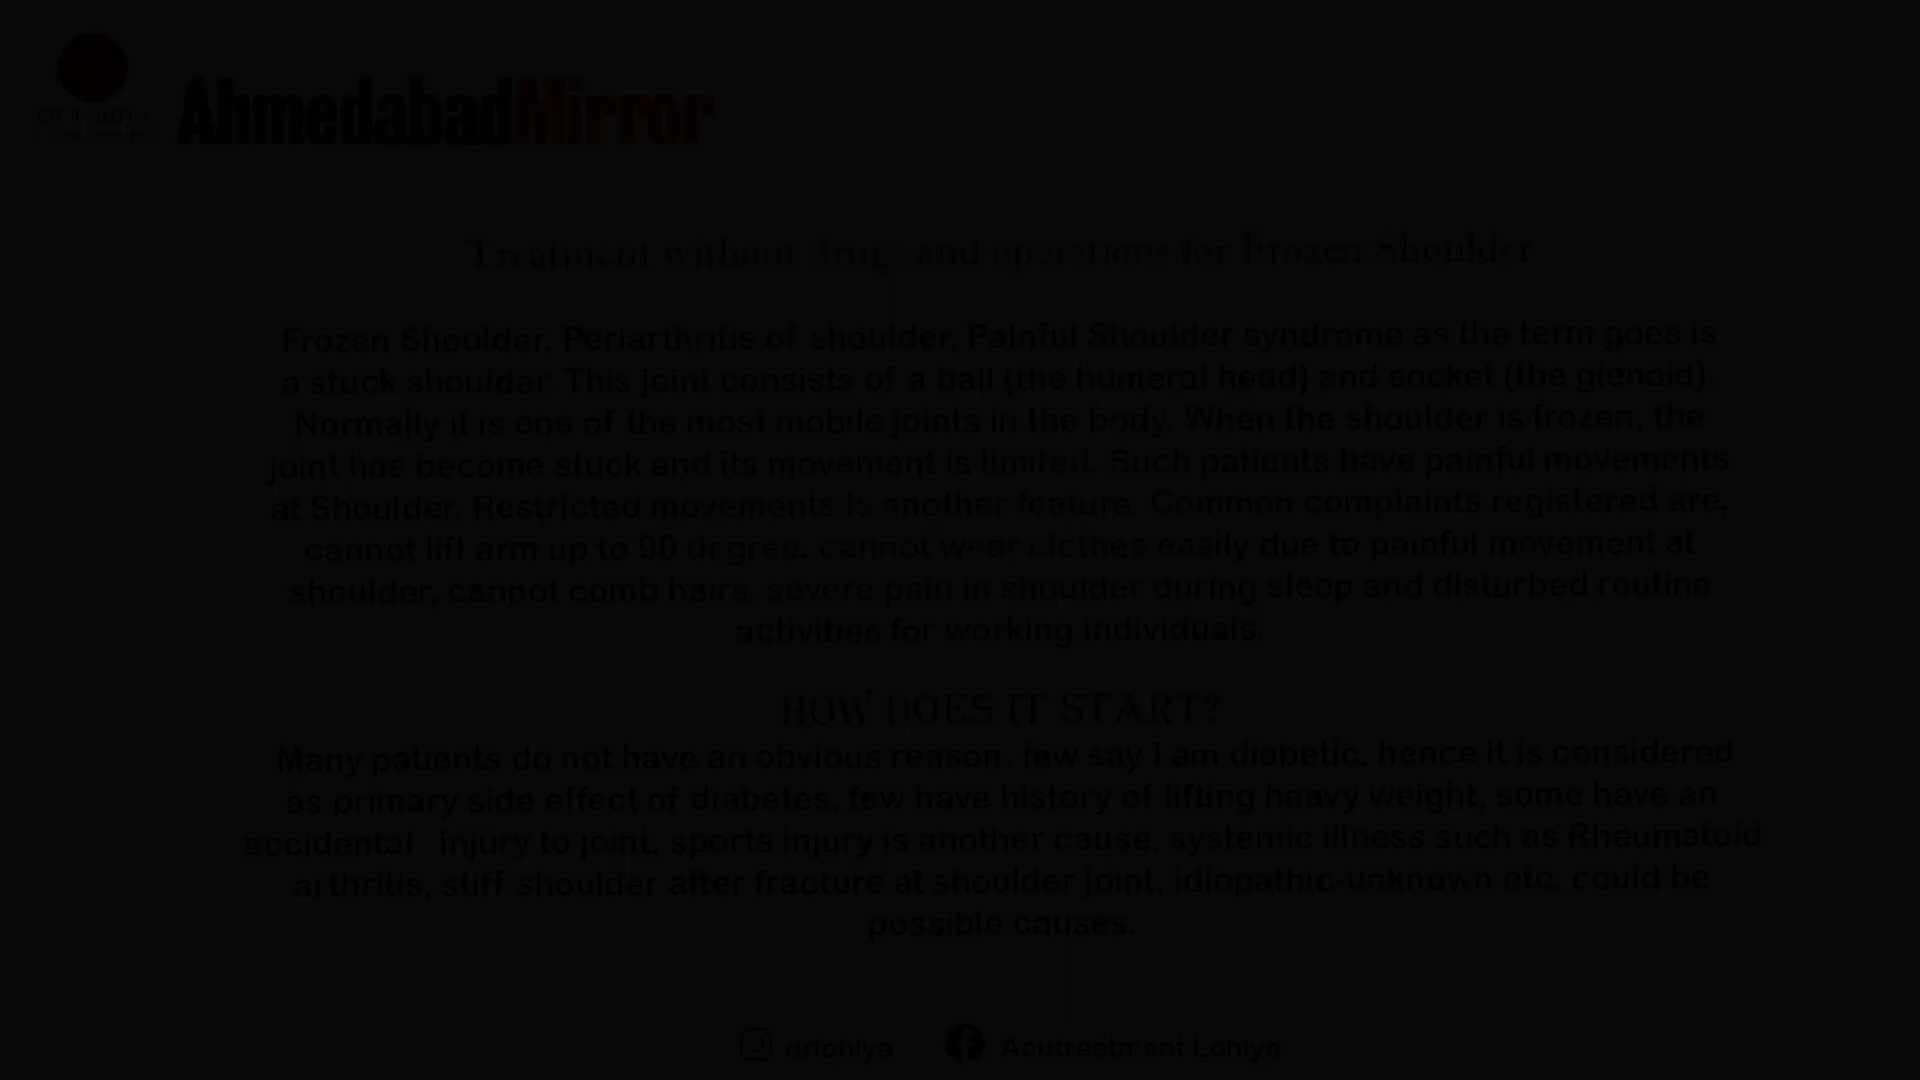 AhmedabadMirror
Treatment without drugs and operations for Frozen Shoulder
Frozen Shoulder, Periarthritis of shoulder, Painful Shoulder syndrome as the term goes is
a stuck shoulder. This joint consists of a ball (the humeral head) and socket (the glenoid).
Normally it is one of the most mobile joints in the body. When the shoulder is frozen, the
joint has become stuck and its movement is limited. Such patients have painful movements
at Shoulder. Restricted movements is another feature. Common complaints registered are,
cannot lift arm up to 90 degree, cannot wear clothes easily due to painful movement at
shoulder, cannot comb hairs, severe pain in shoulder during sleep and disturbed routine
activities for working individuals.
HOW DOES IT START?
Many patients do not have an obvious reason, few say I am diabetic, hence it is considered
as primary side effect of diabetes, few have history of lifting heavy weight, some have an
accidental injury to joint, sports injury is another cause, systemic illness such as Rheumatoid
arthritis, stiff shoulder after fracture at shoulder joint, idiopathic-unknown etc. could be
possible causes.
drlohiya Acutreatment Lohiya